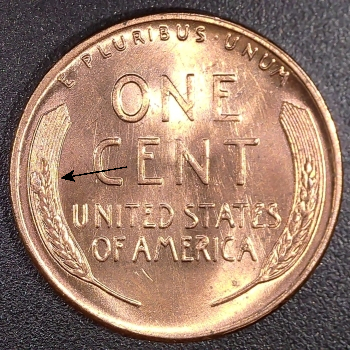 E PLURIBUS · UNUM
ONE
CENT
UNITED STATES
OF AMERICA